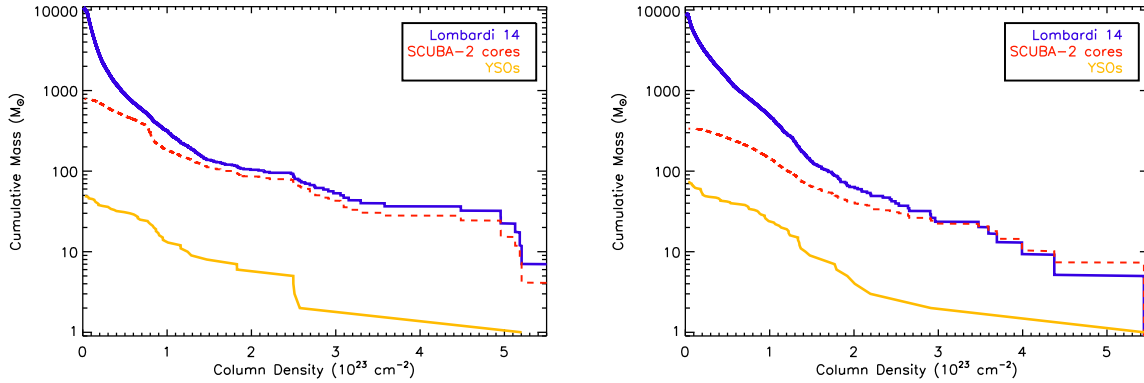 10000
1000
100
10
1
Cumulative Mass (M☉)
0 1 2 3 4 5
Column Density (10²³ cm⁻²)
Lombardi 14
SCUBA-2 cores
YSOs
10000
1000
100
10
1
Cumulative Mass (M☉)
0 1 2 3 4 5
Column Density (10²³ cm⁻²)
Lombardi 14
SCUBA-2 cores
YSOs